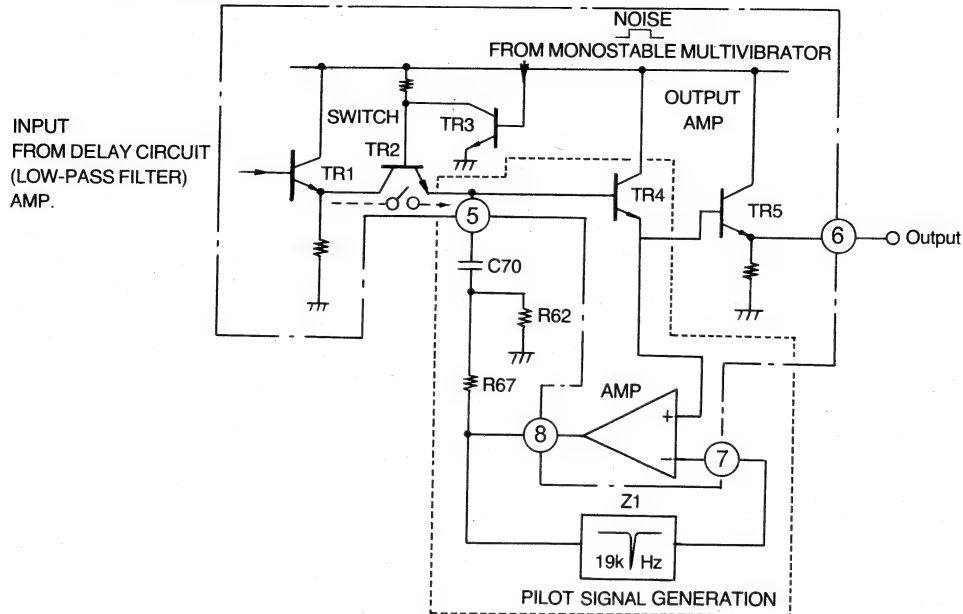 NOISE
FROM MONOSTABLE MULTIVIBRATOR
INPUT
FROM DELAY CIRCUIT
(LOW-PASS FILTER)
AMP.
SWITCH
OUTPUT
AMP
TR1
TR2
TR3
TR4
TR5
5
6
Output
C70
R62
R67
AMP
+
−
8
7
Z1
19k Hz
PILOT SIGNAL GENERATION